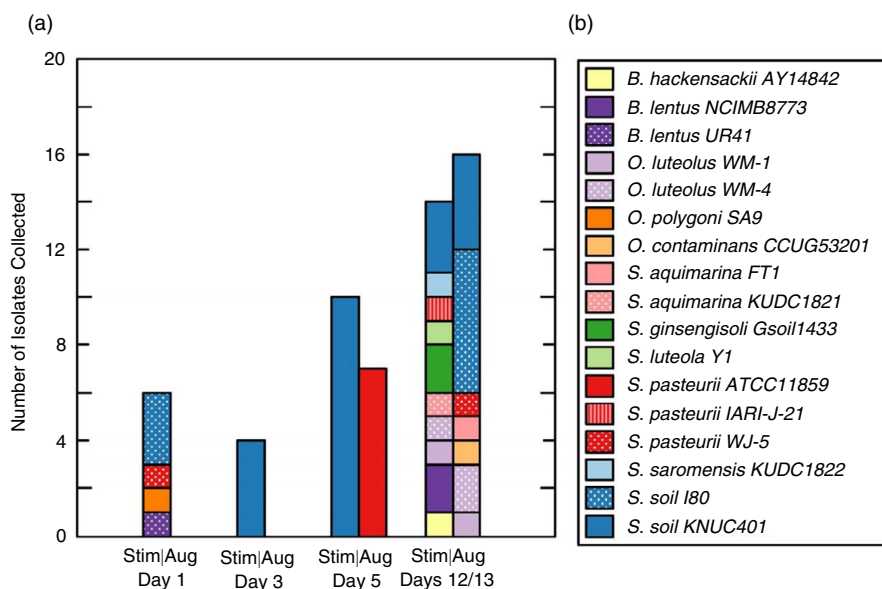 (a)
(b)
20
16
12
8
4
0
Number of Isolates Collected
Stim|Aug Stim|Aug Stim|Aug Stim|Aug
Day 1 Day 3 Day 5 Days 12/13
B. hackensackii AY14842
B. lentus NCIMB8773
B. lentus UR41
O. luteolus WM-1
O. luteolus WM-4
O. polygoni SA9
O. contaminans CCUG53201
S. aquimarina FT1
S. aquimarina KUDC1821
S. ginsengisoli Gsoil1433
S. luteola Y1
S. pasteurii ATCC11859
S. pasteurii IARI-J-21
S. pasteurii WJ-5
S. saromensis KUDC1822
S. soil I80
S. soil KNUC401